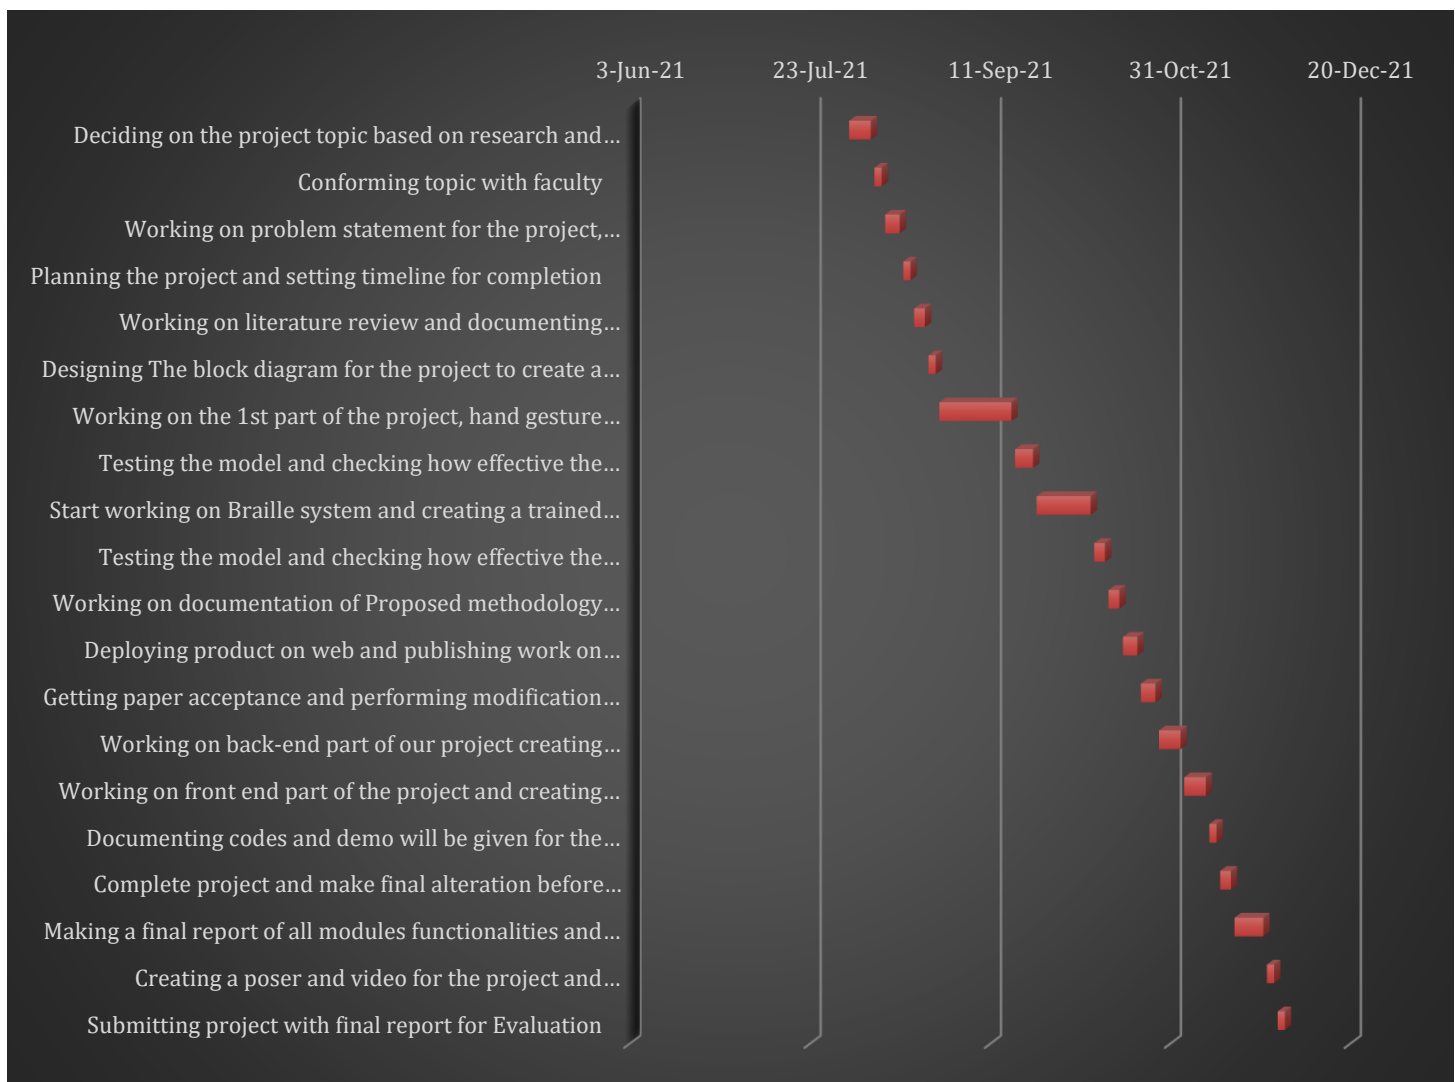 3-Jun-21 23-Jul-21 11-Sep-21 31-Oct-21 20-Dec-21
Deciding on the project topic based on research and…
Conforming topic with faculty
Working on problem statement for the project,…
Planning the project and setting timeline for completion
Working on literature review and documenting…
Designing The block diagram for the project to create a…
Working on the 1st part of the project, hand gesture…
Testing the model and checking how effective the…
Start working on Braille system and creating a trained…
Testing the model and checking how effective the…
Working on documentation of Proposed methodology…
Deploying product on web and publishing work on…
Getting paper acceptance and performing modification…
Working on back-end part of our project creating…
Working on front end part of the project and creating…
Documenting codes and demo will be given for the…
Complete project and make final alteration before…
Making a final report of all modules functionalities and…
Creating a poser and video for the project and…
Submitting project with final report for Evaluation